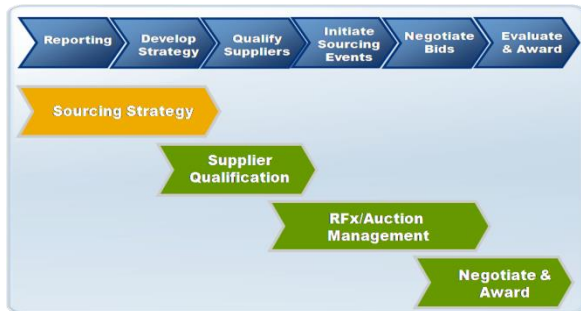 Reporting
Develop
Strategy
Qualify
Suppliers
Initiate
Sourcing
Events
Negotiate
Bids
Evaluate
& Award
Sourcing Strategy
Supplier
Qualification
RFx/Auction
Management
Negotiate &
Award